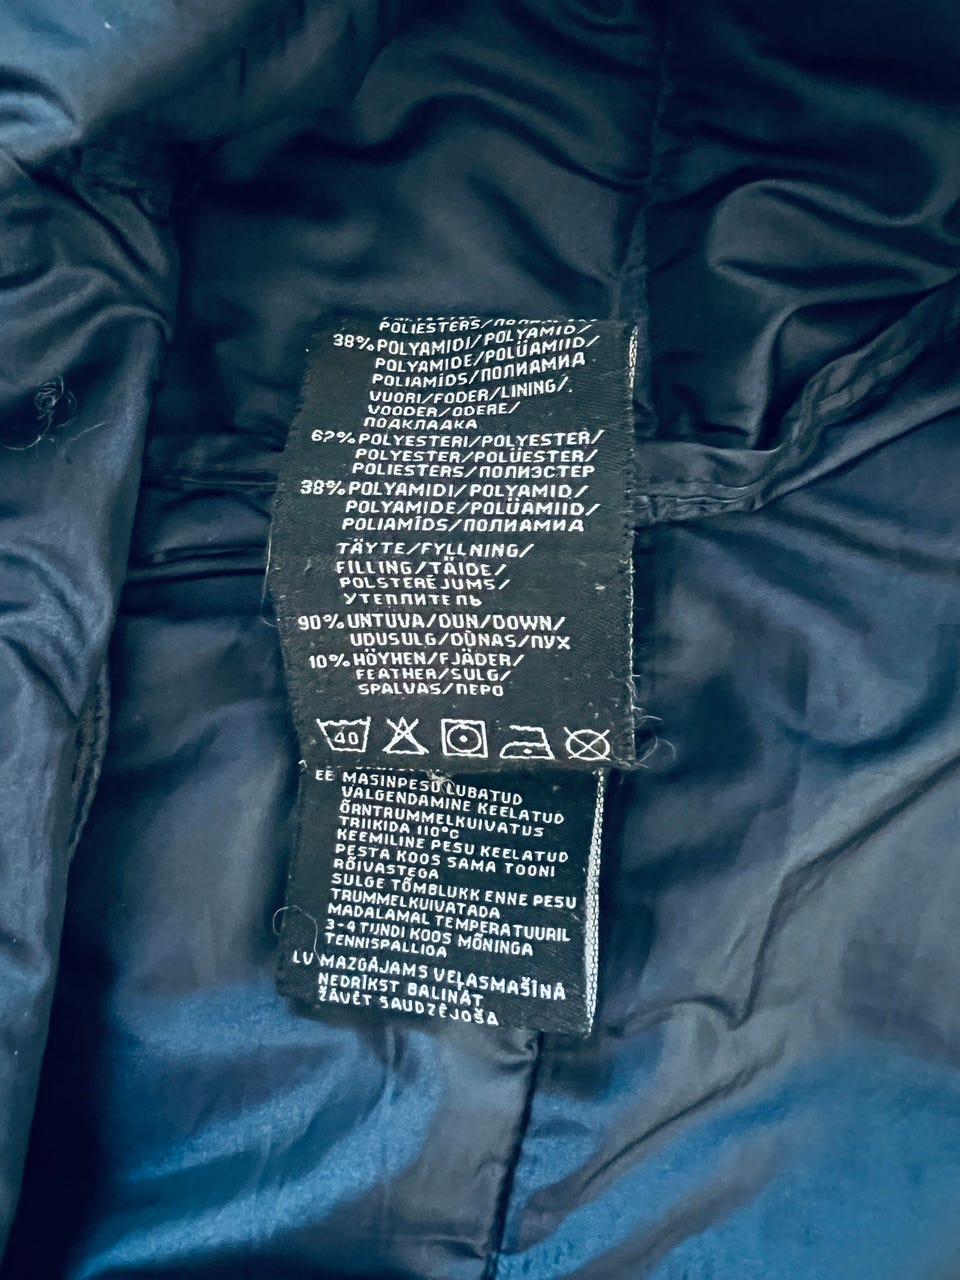 POLIESTERS/
38%POLYAMIDI/POLYAMID/
POLYAMIDE/POLÜAMIID/
POLIAMĪDS/ПОЛИАМИА
VUORI/FODER/LINING/
VOODER/ODERE/
ПОДКЛАДКА
67%POLYESTERI/POLYESTER/
POLYESTER/POLÜESTER/
POLIESTERS/ПОЛИЭСТЕР
38%POLYAMIDI/POLYAMID/
POLYAMIDE/POLÜAMIID/
POLIAMĪDS/ПОЛИАМИА
TÄYTE/FYLLNING/
FILLING/TÄIDE/
POLSTERĒJUMS/
УТЕПЛИТЕЛЬ
90%UNTUVA/DUN/DOWN/
UDUSULG/DŪNAS/ПУХ
10%HÖYHEN/FJÄDER/
FEATHER/SULG/
SPALVAS/ПЕРО
40
EE MASINPESU LUBATUD
VALGENDAMINE KEELATUD
ÕRNTRUMMELKUIVATUS
TRIIKIDA 110°C
KEEMILINE PESU KEELATUD
PESTA KOOS SAMA TOONI
RÕIVASTEGA
SULGE TÕMBLUKK ENNE PESU
TRUMMELKUIVATADA
MADALAMAL TEMPERATUURIL
3-4 TUNDI KOOS MÕNINGA
TENNISPALLIGA
LV MAZGĀJAMS VEĻASMAŠĪNĀ
NEDRĪKST BALINĀT
ŽĀVĒT SAUDZĒJOŠA